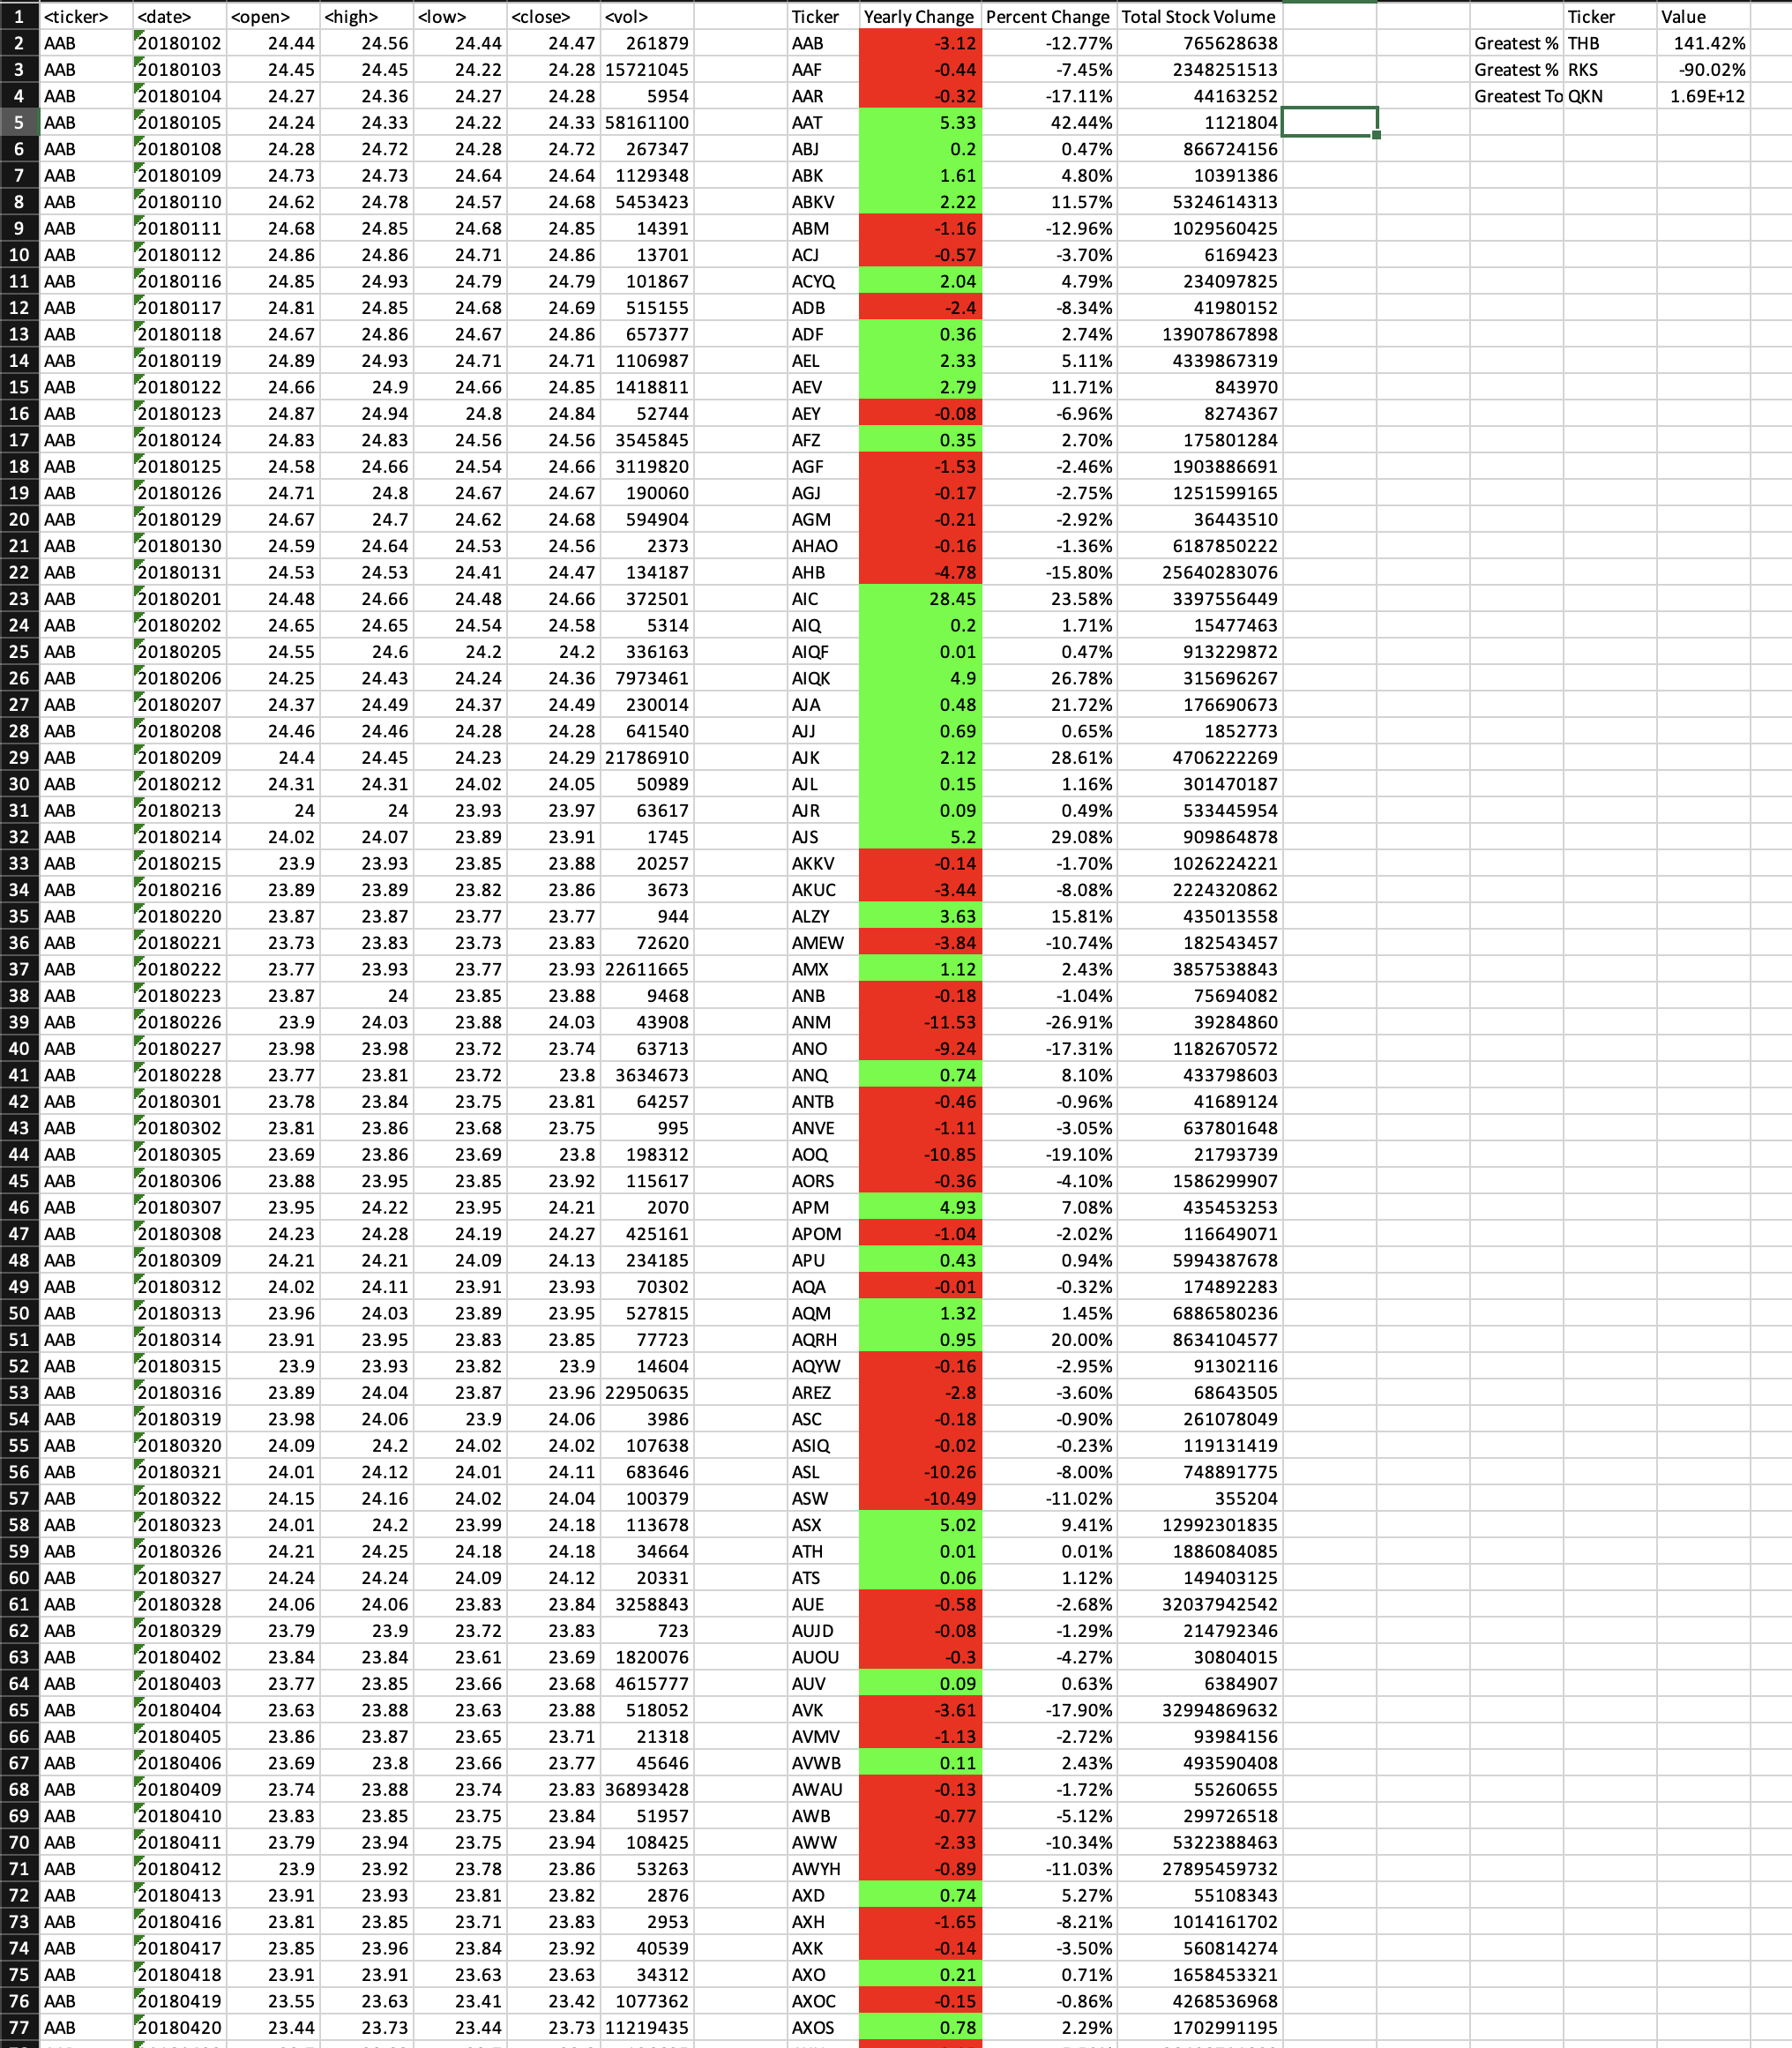 1 <ticker> <date> <open> <high> <low> <close> <vol> Ticker Yearly Change Percent Change Total Stock Volume Ticker Value
2 AAB 20180102 24.44 24.56 24.44 24.47 261879 AAB -3.12 -12.77% 765628638 Greatest % THB 141.42%
3 AAB 20180103 24.45 24.45 24.22 24.28 15721045 AAF -0.44 -7.45% 2348251513 Greatest % RKS -90.02%
4 AAB 20180104 24.27 24.36 24.27 24.28 5954 AAR -0.32 -17.11% 44163252 Greatest To QKN 1.69E+12
5 AAB 20180105 24.24 24.33 24.22 24.33 58161100 AAT 5.33 42.44% 1121804
6 AAB 20180108 24.28 24.72 24.28 24.72 267347 ABJ 0.2 0.47% 866724156
7 AAB 20180109 24.73 24.73 24.64 24.64 1129348 ABK 1.61 4.80% 10391386
8 AAB 20180110 24.62 24.78 24.57 24.68 5453423 ABKV 2.22 11.57% 5324614313
9 AAB 20180111 24.68 24.85 24.68 24.85 14391 ABM -1.16 -12.96% 1029560425
10 AAB 20180112 24.86 24.86 24.71 24.86 13701 ACJ -0.57 -3.70% 6169423
11 AAB 20180116 24.85 24.93 24.79 24.79 101867 ACYQ 2.04 4.79% 234097825
12 AAB 20180117 24.81 24.85 24.68 24.69 515155 ADB -2.4 -8.34% 41980152
13 AAB 20180118 24.67 24.86 24.67 24.86 657377 ADF 0.36 2.74% 13907867898
14 AAB 20180119 24.89 24.93 24.71 24.71 1106987 AEL 2.33 5.11% 4339867319
15 AAB 20180122 24.66 24.9 24.66 24.85 1418811 AEV 2.79 11.71% 843970
16 AAB 20180123 24.87 24.94 24.8 24.84 52744 AEY -0.08 -6.96% 8274367
17 AAB 20180124 24.83 24.83 24.56 24.56 3545845 AFZ 0.35 2.70% 175801284
18 AAB 20180125 24.58 24.66 24.54 24.66 3119820 AGF -1.53 -2.46% 1903886691
19 AAB 20180126 24.71 24.8 24.67 24.67 190060 AGJ -0.17 -2.75% 1251599165
20 AAB 20180129 24.67 24.7 24.62 24.68 594904 AGM -0.21 -2.92% 36443510
21 AAB 20180130 24.59 24.64 24.53 24.56 2373 AHAO -0.16 -1.36% 6187850222
22 AAB 20180131 24.53 24.53 24.41 24.47 134187 AHB -4.78 -15.80% 25640283076
23 AAB 20180201 24.48 24.66 24.48 24.66 372501 AIC 28.45 23.58% 3397556449
24 AAB 20180202 24.65 24.65 24.54 24.58 5314 AIQ 0.2 1.71% 15477463
25 AAB 20180205 24.55 24.6 24.2 24.2 336163 AIQF 0.01 0.47% 913229872
26 AAB 20180206 24.25 24.43 24.24 24.36 7973461 AIQK 4.9 26.78% 315696267
27 AAB 20180207 24.37 24.49 24.37 24.49 230014 AJA 0.48 21.72% 176690673
28 AAB 20180208 24.46 24.46 24.28 24.28 641540 AJJ 0.69 0.65% 1852773
29 AAB 20180209 24.4 24.45 24.23 24.29 21786910 AJK 2.12 28.61% 4706222269
30 AAB 20180212 24.31 24.31 24.02 24.05 50989 AJL 0.15 1.16% 301470187
31 AAB 20180213 24 24 23.93 23.97 63617 AJR 0.09 0.49% 533445954
32 AAB 20180214 24.02 24.07 23.89 23.91 1745 AJS 5.2 29.08% 909864878
33 AAB 20180215 23.9 23.93 23.85 23.88 20257 AKKV -0.14 -1.70% 1026224221
34 AAB 20180216 23.89 23.89 23.82 23.86 3673 AKUC -3.44 -8.08% 2224320862
35 AAB 20180220 23.87 23.87 23.77 23.77 944 ALZY 3.63 15.81% 435013558
36 AAB 20180221 23.73 23.83 23.73 23.83 72620 AMEW -3.84 -10.74% 182543457
37 AAB 20180222 23.77 23.93 23.77 23.93 22611665 AMX 1.12 2.43% 3857538843
38 AAB 20180223 23.87 24 23.85 23.88 9468 ANB -0.18 -1.04% 75694082
39 AAB 20180226 23.9 24.03 23.88 24.03 43908 ANM -11.53 -26.91% 39284860
40 AAB 20180227 23.98 23.98 23.72 23.74 63713 ANO -9.24 -17.31% 1182670572
41 AAB 20180228 23.77 23.81 23.72 23.8 3634673 ANQ 0.74 8.10% 433798603
42 AAB 20180301 23.78 23.84 23.75 23.81 64257 ANTB -0.46 -0.96% 41689124
43 AAB 20180302 23.81 23.86 23.68 23.75 995 ANVE -1.11 -3.05% 637801648
44 AAB 20180305 23.69 23.86 23.69 23.8 198312 AOQ -10.85 -19.10% 21793739
45 AAB 20180306 23.88 23.95 23.85 23.92 115617 AORS -0.36 -4.10% 1586299907
46 AAB 20180307 23.95 24.22 23.95 24.21 2070 APM 4.93 7.08% 435453253
47 AAB 20180308 24.23 24.28 24.19 24.27 425161 APOM -1.04 -2.02% 116649071
48 AAB 20180309 24.21 24.21 24.09 24.13 234185 APU 0.43 0.94% 5994387678
49 AAB 20180312 24.02 24.11 23.91 23.93 70302 AQA -0.01 -0.32% 174892283
50 AAB 20180313 23.96 24.03 23.89 23.95 527815 AQM 1.32 1.45% 6886580236
51 AAB 20180314 23.91 23.95 23.83 23.85 77723 AQRH 0.95 20.00% 8634104577
52 AAB 20180315 23.9 23.93 23.82 23.9 14604 AQYW -0.16 -2.95% 91302116
53 AAB 20180316 23.89 24.04 23.87 23.96 22950635 AREZ -2.8 -3.60% 68643505
54 AAB 20180319 23.98 24.06 23.9 24.06 3986 ASC -0.18 -0.90% 261078049
55 AAB 20180320 24.09 24.2 24.02 24.02 107638 ASIQ -0.02 -0.23% 119131419
56 AAB 20180321 24.01 24.12 24.01 24.11 683646 ASL -10.26 -8.00% 748891775
57 AAB 20180322 24.15 24.16 24.02 24.04 100379 ASW -10.49 -11.02% 355204
58 AAB 20180323 24.01 24.2 23.99 24.18 113678 ASX 5.02 9.41% 12992301835
59 AAB 20180326 24.21 24.25 24.18 24.18 34664 ATH 0.01 0.01% 1886084085
60 AAB 20180327 24.24 24.24 24.09 24.12 20331 ATS 0.06 1.12% 149403125
61 AAB 20180328 24.06 24.06 23.83 23.84 3258843 AUE -0.58 -2.68% 32037942542
62 AAB 20180329 23.79 23.9 23.72 23.83 723 AUJD -0.08 -1.29% 214792346
63 AAB 20180402 23.84 23.84 23.61 23.69 1820076 AUOU -0.3 -4.27% 30804015
64 AAB 20180403 23.77 23.85 23.66 23.68 4615777 AUV 0.09 0.63% 6384907
65 AAB 20180404 23.63 23.88 23.63 23.88 518052 AVK -3.61 -17.90% 32994869632
66 AAB 20180405 23.86 23.87 23.65 23.71 21318 AVMV -1.13 -2.72% 93984156
67 AAB 20180406 23.69 23.8 23.66 23.77 45646 AVWB 0.11 2.43% 493590408
68 AAB 20180409 23.74 23.88 23.74 23.83 36893428 AWAU -0.13 -1.72% 55260655
69 AAB 20180410 23.83 23.85 23.75 23.84 51957 AWB -0.77 -5.12% 299726518
70 AAB 20180411 23.79 23.94 23.75 23.94 108425 AWW -2.33 -10.34% 5322388463
71 AAB 20180412 23.9 23.92 23.78 23.86 53263 AWYH -0.89 -11.03% 27895459732
72 AAB 20180413 23.91 23.93 23.81 23.82 2876 AXD 0.74 5.27% 55108343
73 AAB 20180416 23.81 23.85 23.71 23.83 2953 AXH -1.65 -8.21% 1014161702
74 AAB 20180417 23.85 23.96 23.84 23.92 40539 AXK -0.14 -3.50% 560814274
75 AAB 20180418 23.91 23.91 23.63 23.63 34312 AXO 0.21 0.71% 1658453321
76 AAB 20180419 23.55 23.63 23.41 23.42 1077362 AXOC -0.15 -0.86% 4268536968
77 AAB 20180420 23.44 23.73 23.44 23.73 11219435 AXOS 0.78 2.29% 1702991195